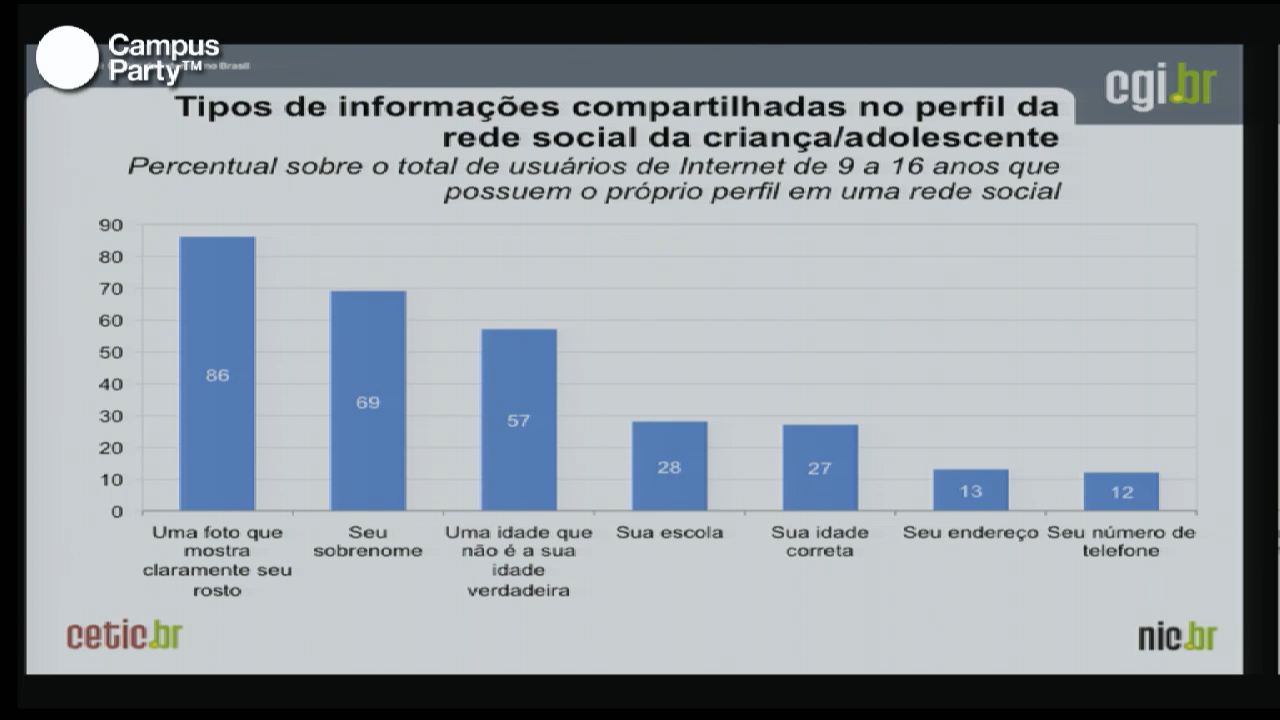 Campus
Party™
no Brasil
cgi.br
Tipos de informações compartilhadas no perfil da
rede social da criança/adolescente
Percentual sobre o total de usuários de Internet de 9 a 16 anos que
possuem o próprio perfil em uma rede social
90
80
70
60
50
40
30
20
10
0
86
69
57
28
27
13
12
Uma foto que
mostra
claramente seu
rosto
Seu
sobrenome
Uma idade que
não é a sua
idade
verdadeira
Sua escola
Sua idade
correta
Seu endereço
Seu número de
telefone
cetic.br
nic.br